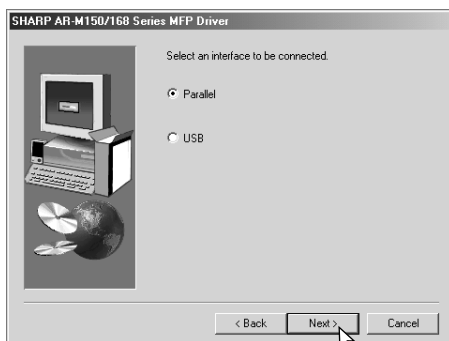 SHARP AR-M150/168 Series MFP Driver
Select an interface to be connected.
Parallel
USB
< Back
Next >
Cancel